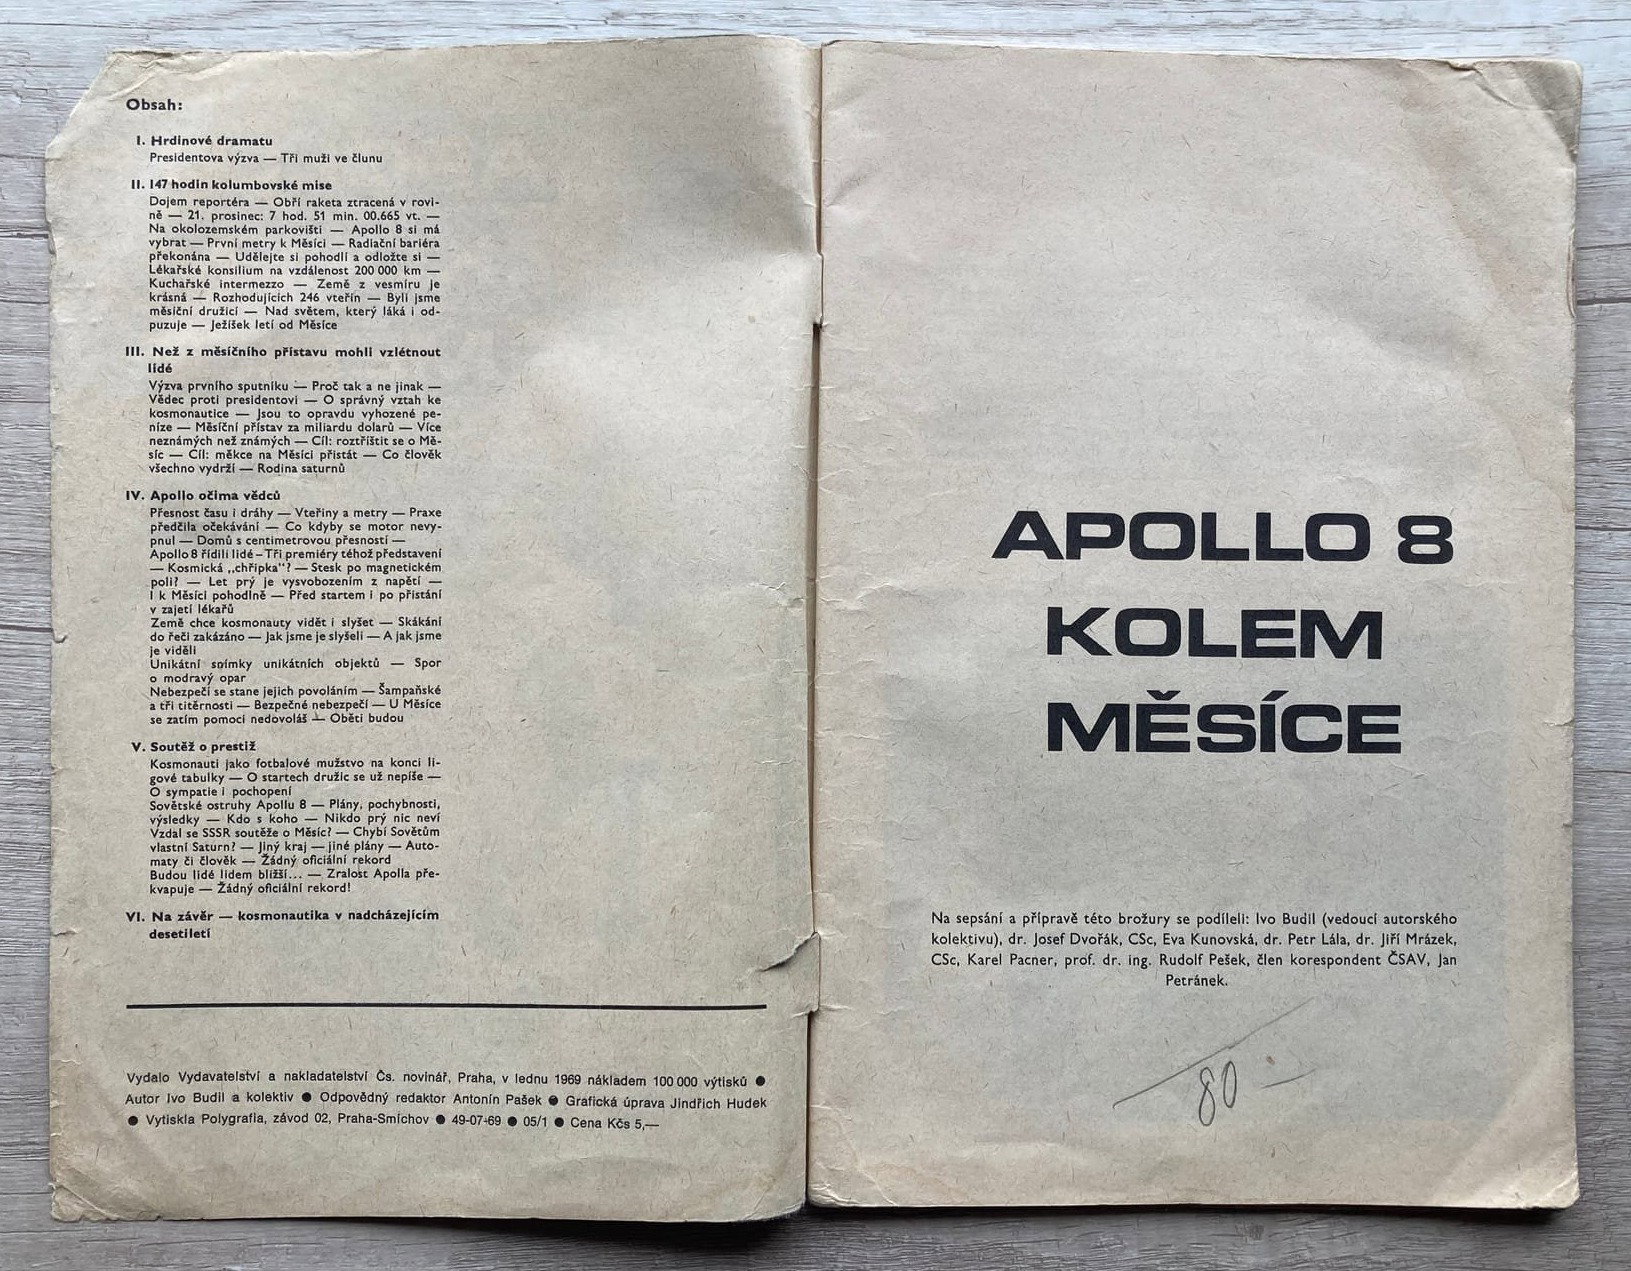 Obsah:
I. Hrdinové dramatu
Presidentova výzva — Tři muži ve člunu
II. 147 hodin kolumbovské mise
Dojem reportéra — Obří raketa ztracená v rovi-
ně — 21. prosinec: 7 hod. 51 min. 00.665 vt. —
Na okolozemském parkovišti — Apollo 8 si má
vybrat — První metry k Měsíci — Radiační bariéra
překonána — Udělejte si pohodlí a odložte si —
Lékařské konsilium na vzdálenost 200 000 km —
Kuchařské intermezzo — Země z vesmíru je
krásná — Rozhodujících 246 vteřin — Byli jsme
měsíční družicí — Nad světem, který láká i od-
puzuje — Ježíšek letí od Měsíce
III. Než z měsíčního přístavu mohli vzlétnout
lidé
Výzva prvního sputniku — Proč tak a ne jinak —
Vědec proti presidentovi — O správný vztah ke
kosmonautice — Jsou to opravdu vyhozené pe-
níze — Měsíční přístav za miliardu dolarů — Více
neznámých než známých — Cíl: roztříštit se o Mě-
síc — Cíl: měkce na Měsíci přistát — Co člověk
všechno vydrží — Rodina saturnů
IV. Apollo očima vědců
Přesnost času i dráhy — Vteřiny a metry — Praxe
předčila očekávání — Co kdyby se motor nevy-
pnul — Domů s centimetrovou přesností —
Apollo 8 řídili lidé – Tři premiéry téhož představení
— Kosmická „chřipka"? — Stesk po magnetickém
poli? — Let prý je vysvobozením z napětí —
I k Měsíci pohodlně — Před startem i po přistání
v zajetí lékařů
Země chce kosmonauty vidět i slyšet — Skákání
do řeči zakázáno — Jak jsme je slyšeli — A jak jsme
je viděli
Unikátní snímky unikátních objektů — Spor
o modravý opar
Nebezpečí se stane jejich povoláním — Šampaňské
a tři titěrnosti — Bezpečné nebezpečí — U Měsíce
se zatím pomoci nedovoláš — Oběti budou
V. Soutěž o prestiž
Kosmonauti jako fotbalové mužstvo na konci li-
gové tabulky — O startech družic se už nepíše —
O sympatie i pochopení
Sovětské ostruhy Apollu 8 — Plány, pochybnosti,
výsledky — Kdo s koho — Nikdo prý nic neví
Vzdal se SSSR soutěže o Měsíc? — Chybí Sovětům
vlastní Saturn? — Jiný kraj — jiné plány — Auto-
maty či člověk — Žádný oficiální rekord
Budou lidé lidem bližší... — Zralost Apolla pře-
kvapuje — Žádný oficiální rekord!
VI. Na závěr — kosmonautika v nadcházejícím
desetiletí
Vydalo Vydavatelství a nakladatelství Čs. novinář, Praha, v lednu 1969 nákladem 100 000 výtisků ●
Autor Ivo Budil a kolektiv ● Odpovědný redaktor Antonín Pašek ● Grafická úprava Jindřich Hudek
● Vytiskla Polygrafia, závod 02, Praha-Smíchov ● 49-07-69 ● 05/1 ● Cena Kčs 5,—
APOLLO 8
KOLEM
MĚSÍCE
Na sepsání a přípravě této brožury se podíleli: Ivo Budil (vedoucí autorského
kolektivu), dr. Josef Dvořák, CSc, Eva Kunovská, dr. Petr Lála, dr. Jiří Mrázek,
CSc, Karel Pacner, prof. dr. ing. Rudolf Pešek, člen korespondent ČSAV, Jan
Petránek.
80 —